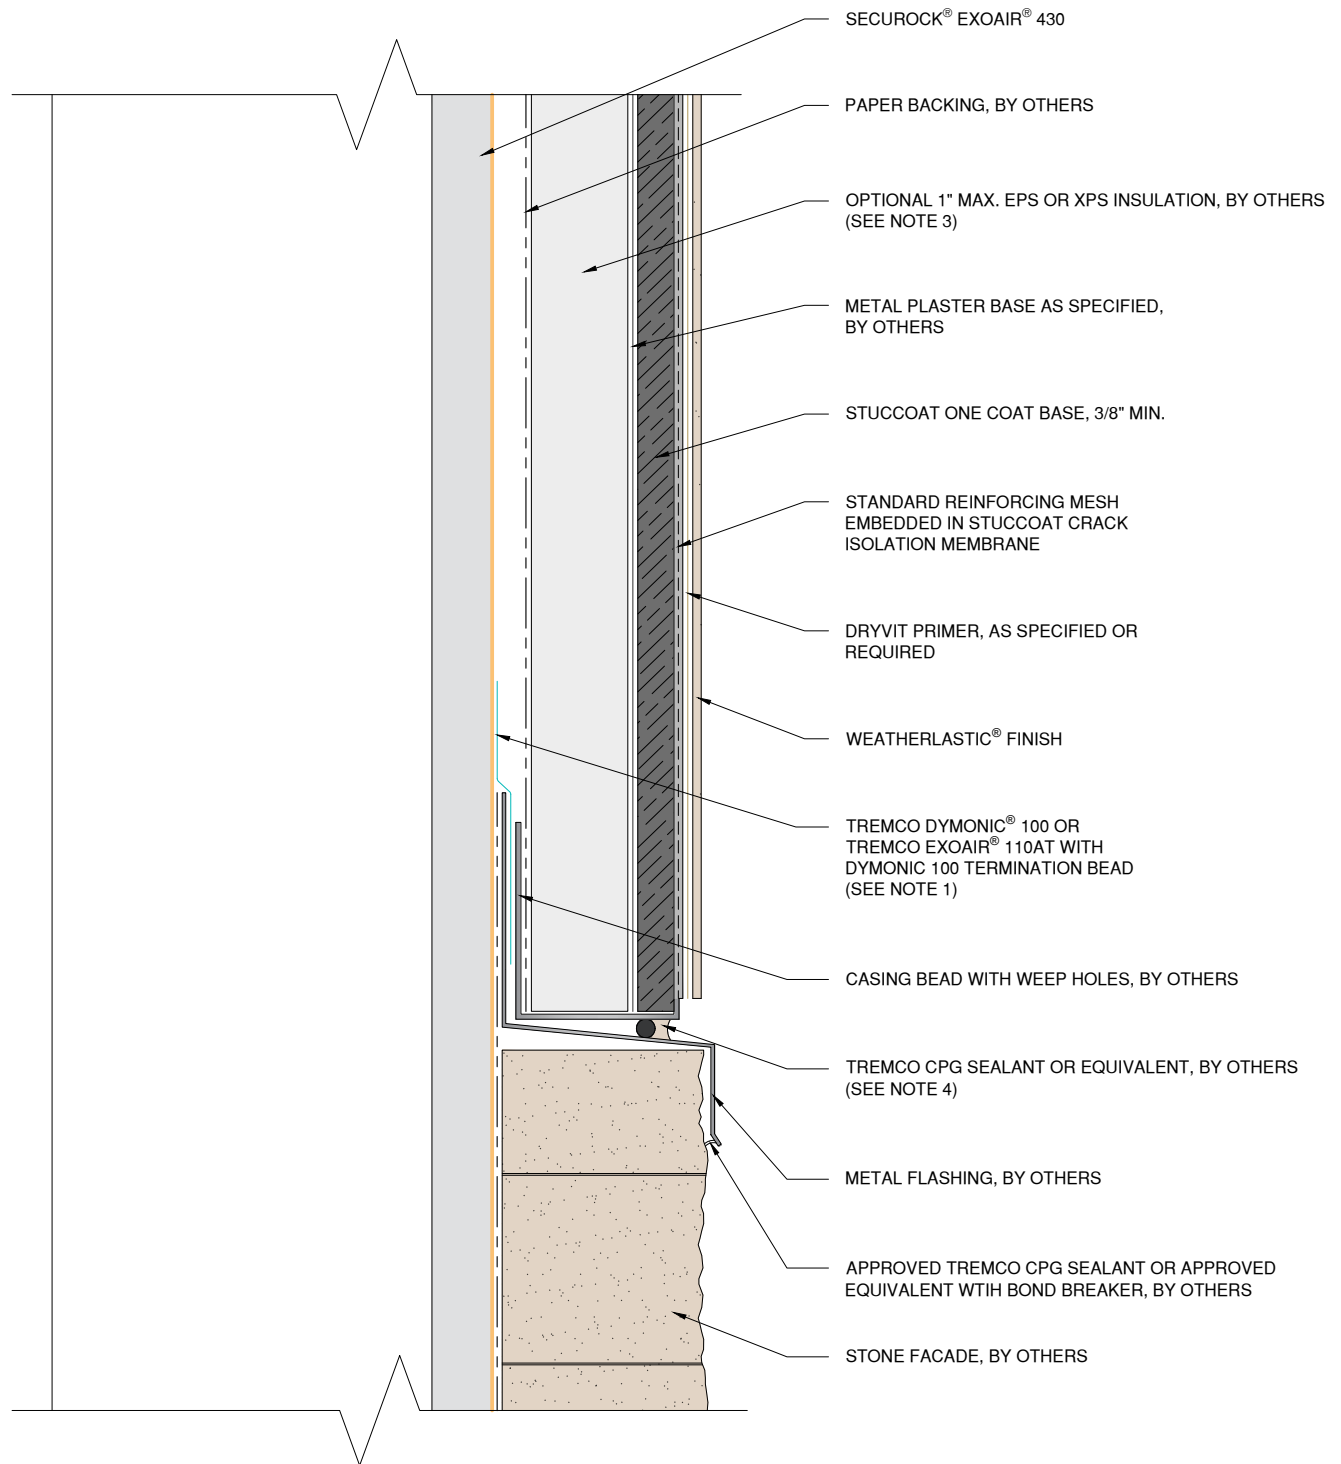 SECUROCK® EXOAIR® 430
PAPER BACKING, BY OTHERS
OPTIONAL 1" MAX. EPS OR XPS INSULATION, BY OTHERS
(SEE NOTE 3)
METAL PLASTER BASE AS SPECIFIED,
BY OTHERS
STUCCOAT ONE COAT BASE, 3/8" MIN.
STANDARD REINFORCING MESH
EMBEDDED IN STUCCOAT CRACK
ISOLATION MEMBRANE
DRYVIT PRIMER, AS SPECIFIED OR
REQUIRED
WEATHERLASTIC® FINISH
TREMCO DYMONIC® 100 OR
TREMCO EXOAIR® 110AT WITH
DYMONIC 100 TERMINATION BEAD
(SEE NOTE 1)
CASING BEAD WITH WEEP HOLES, BY OTHERS
TREMCO CPG SEALANT OR EQUIVALENT, BY OTHERS
(SEE NOTE 4)
METAL FLASHING, BY OTHERS
APPROVED TREMCO CPG SEALANT OR APPROVED
EQUIVALENT WTIH BOND BREAKER, BY OTHERS
STONE FACADE, BY OTHERS